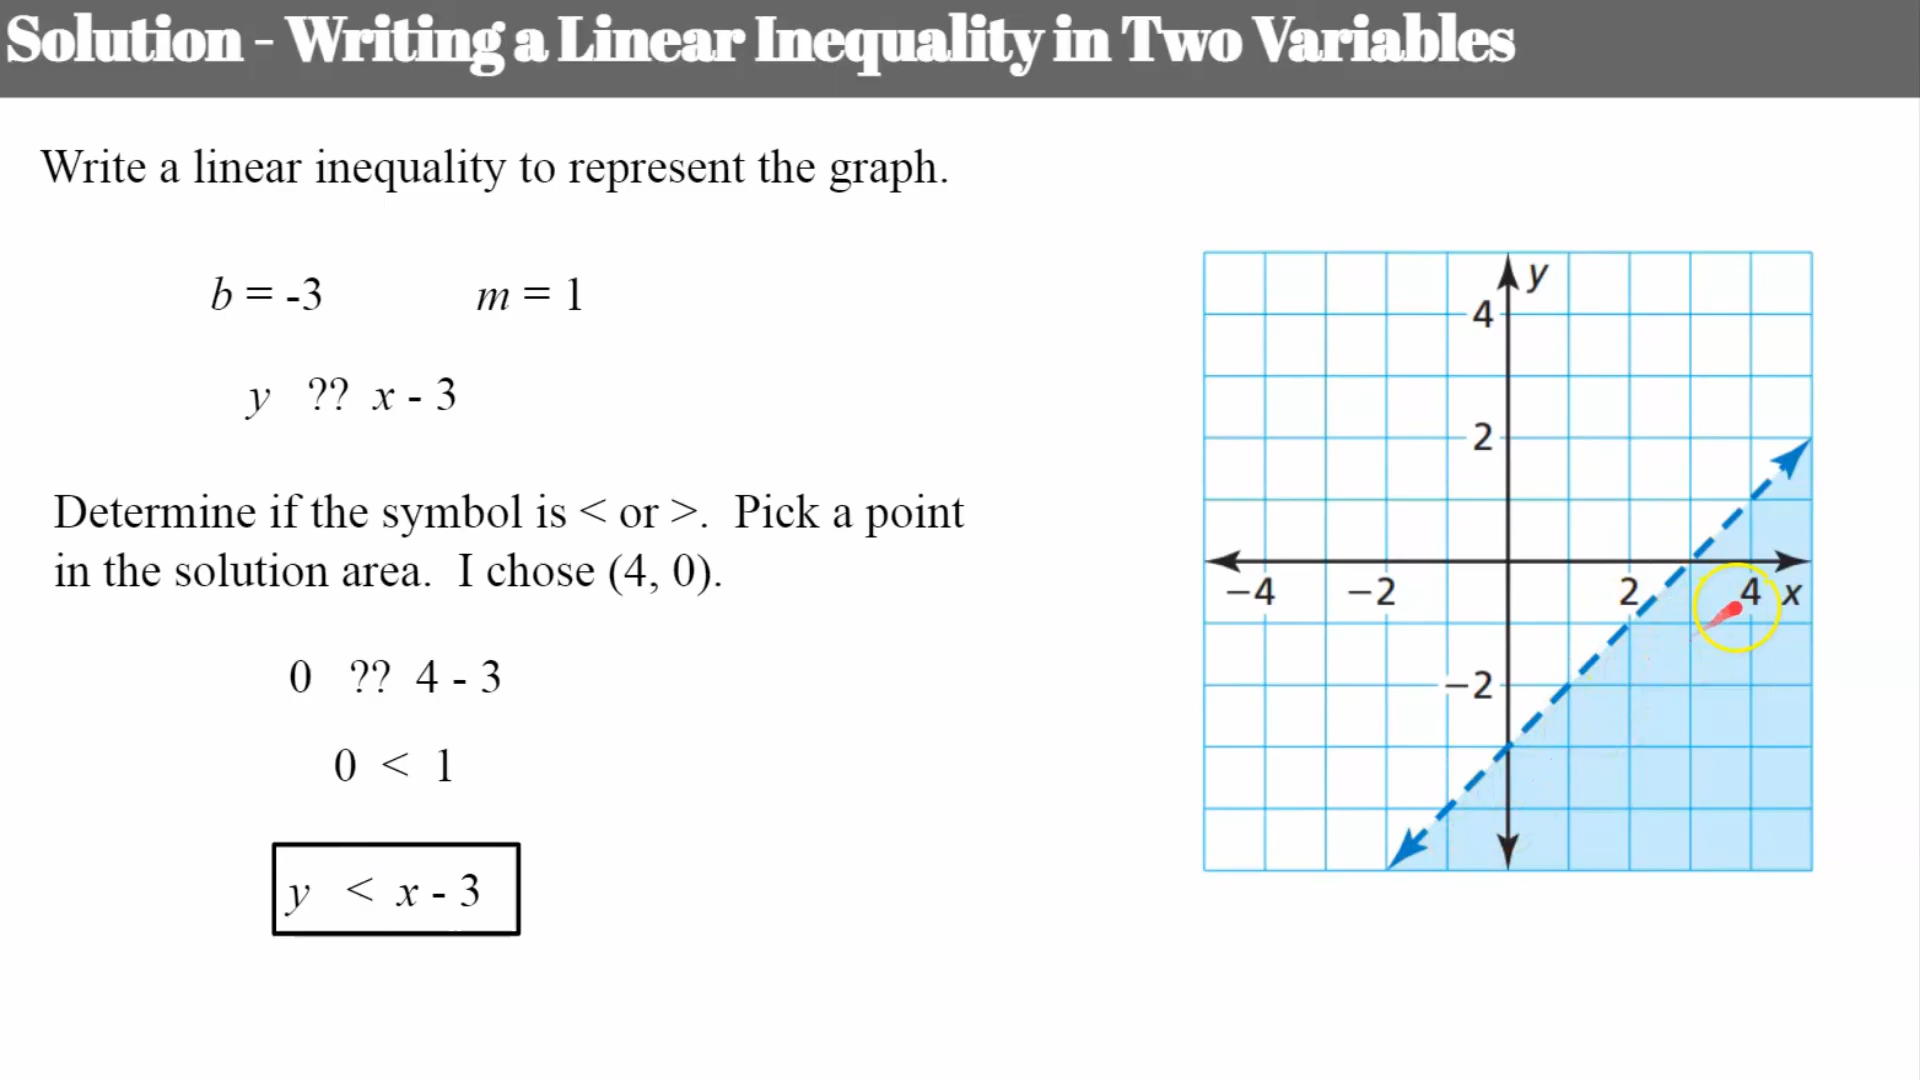 Solution - Writing a Linear Inequality in Two Variables
Write a linear inequality to represent the graph.
b = -3 m = 1
y ?? x - 3
Determine if the symbol is < or >. Pick a point
in the solution area. I chose (4, 0).
0 ?? 4 - 3
0 < 1
y < x - 3
y
4
2
−4 −2 2 4 x
−2